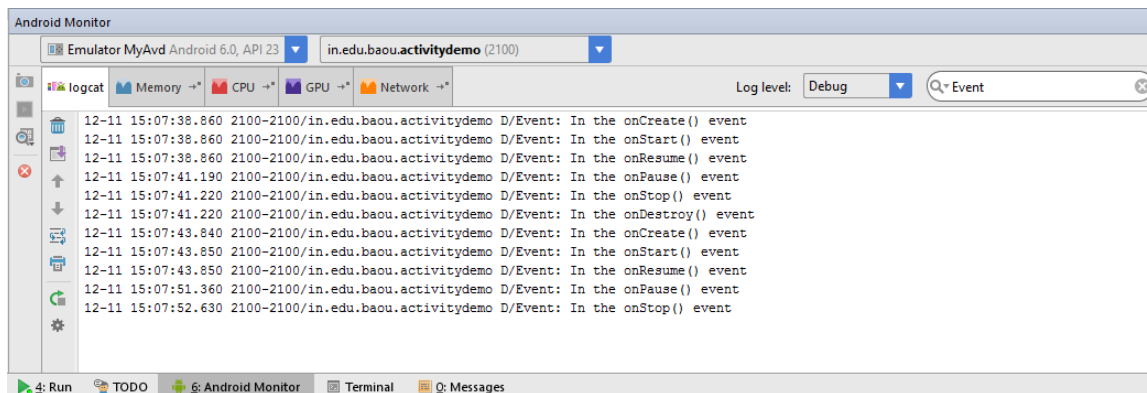 Android Monitor
Emulator MyAvd Android 6.0, API 23 in.edu.baou.activitydemo (2100)
logcat Memory CPU GPU Network Log level: Debug Event
12-11 15:07:38.860 2100-2100/in.edu.baou.activitydemo D/Event: In the onCreate() event
12-11 15:07:38.860 2100-2100/in.edu.baou.activitydemo D/Event: In the onStart() event
12-11 15:07:38.860 2100-2100/in.edu.baou.activitydemo D/Event: In the onResume() event
12-11 15:07:41.190 2100-2100/in.edu.baou.activitydemo D/Event: In the onPause() event
12-11 15:07:41.220 2100-2100/in.edu.baou.activitydemo D/Event: In the onStop() event
12-11 15:07:41.220 2100-2100/in.edu.baou.activitydemo D/Event: In the onDestroy() event
12-11 15:07:43.840 2100-2100/in.edu.baou.activitydemo D/Event: In the onCreate() event
12-11 15:07:43.850 2100-2100/in.edu.baou.activitydemo D/Event: In the onStart() event
12-11 15:07:43.850 2100-2100/in.edu.baou.activitydemo D/Event: In the onResume() event
12-11 15:07:51.360 2100-2100/in.edu.baou.activitydemo D/Event: In the onPause() event
12-11 15:07:52.630 2100-2100/in.edu.baou.activitydemo D/Event: In the onStop() event
4: Run TODO 6: Android Monitor Terminal 0: Messages